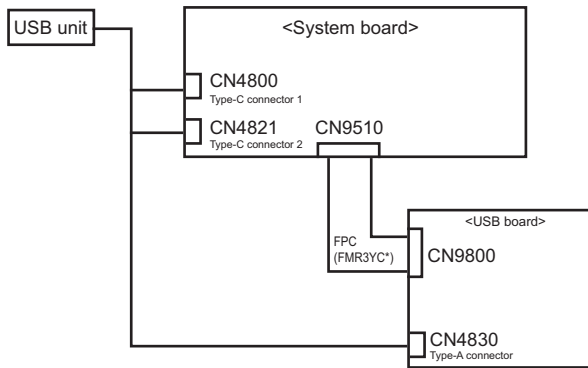 USB unit
<System board>
CN4800
Type-C connector 1
CN4821
Type-C connector 2
CN9510
<USB board>
FPC
(FMR3YC*)
CN9800
CN4830
Type-A connector